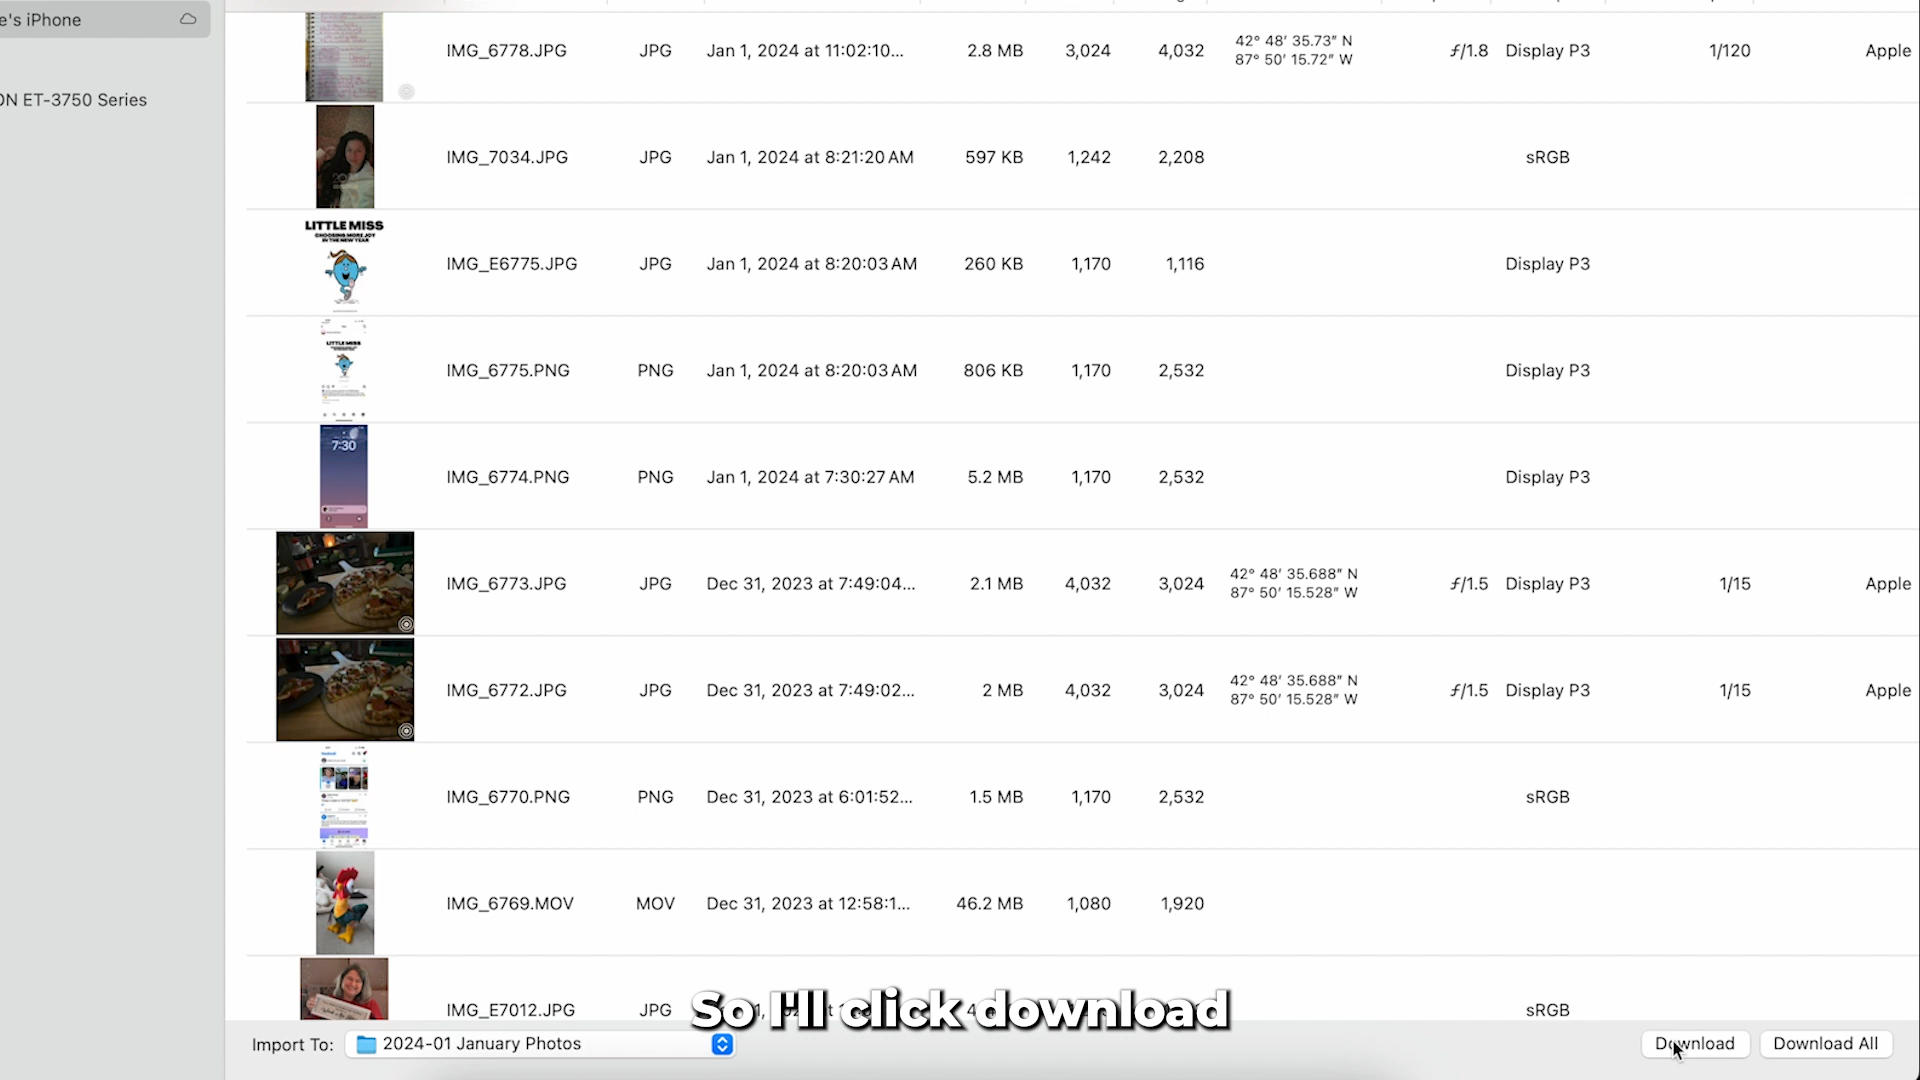 e's iPhone
ON ET-3750 Series
IMG_6778.JPG JPG Jan 1, 2024 at 11:02:10... 2.8 MB 3,024 4,032 42° 48′ 35.73″ N 87° 50′ 15.72″ W ƒ/1.8 Display P3 1/120 Apple
IMG_7034.JPG JPG Jan 1, 2024 at 8:21:20 AM 597 KB 1,242 2,208 sRGB
LITTLE MISS
CHOOSING MORE JOY
IN THE NEW YEAR
IMG_E6775.JPG JPG Jan 1, 2024 at 8:20:03 AM 260 KB 1,170 1,116 Display P3
LITTLE MISS
IMG_6775.PNG PNG Jan 1, 2024 at 8:20:03 AM 806 KB 1,170 2,532 Display P3
7:30
IMG_6774.PNG PNG Jan 1, 2024 at 7:30:27 AM 5.2 MB 1,170 2,532 Display P3
IMG_6773.JPG JPG Dec 31, 2023 at 7:49:04... 2.1 MB 4,032 3,024 42° 48′ 35.688″ N 87° 50′ 15.528″ W ƒ/1.5 Display P3 1/15 Apple
IMG_6772.JPG JPG Dec 31, 2023 at 7:49:02... 2 MB 4,032 3,024 42° 48′ 35.688″ N 87° 50′ 15.528″ W ƒ/1.5 Display P3 1/15 Apple
IMG_6770.PNG PNG Dec 31, 2023 at 6:01:52... 1.5 MB 1,170 2,532 sRGB
IMG_6769.MOV MOV Dec 31, 2023 at 12:58:1... 46.2 MB 1,080 1,920
IMG_E7012.JPG JPG sRGB
So I'll click download
Import To: 2024-01 January Photos Download Download All